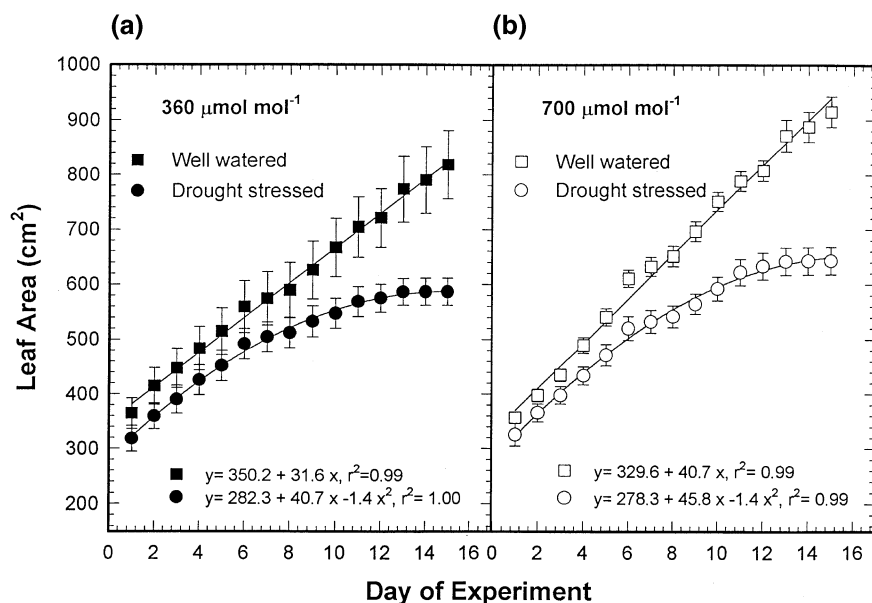 (a)
(b)
1000
900
800
700
600
500
400
300
200
Leaf Area (cm²)
360 μmol mol⁻¹
Well watered
Drought stressed
y= 350.2 + 31.6 x, r²=0.99
y= 282.3 + 40.7 x -1.4 x², r²= 1.00
0 2 4 6 8 10 12 14 16
700 μmol mol⁻¹
Well watered
Drought stressed
y= 329.6 + 40.7 x, r²= 0.99
y= 278.3 + 45.8 x -1.4 x², r²= 0.99
0 2 4 6 8 10 12 14 16
Day of Experiment